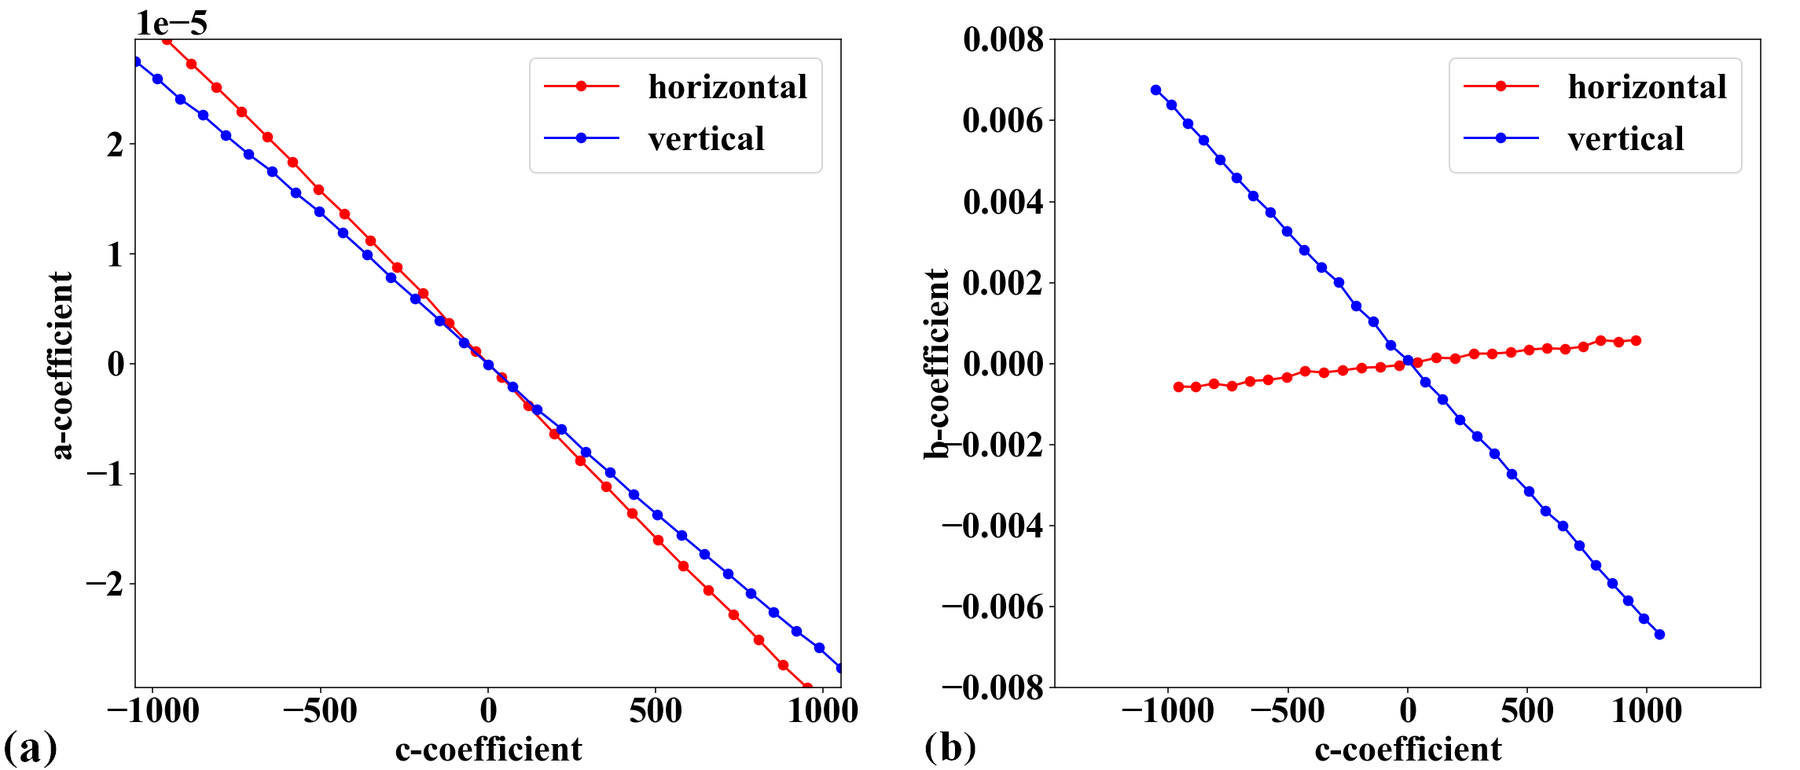 1e−5
horizontal
vertical
2
1
0
−1
−2
a-coefficient
−1000
−500
0
500
1000
c-coefficient
(a)
0.008
0.006
0.004
0.002
0.000
−0.002
−0.004
−0.006
−0.008
b-coefficient
horizontal
vertical
−1000
−500
0
500
1000
c-coefficient
(b)